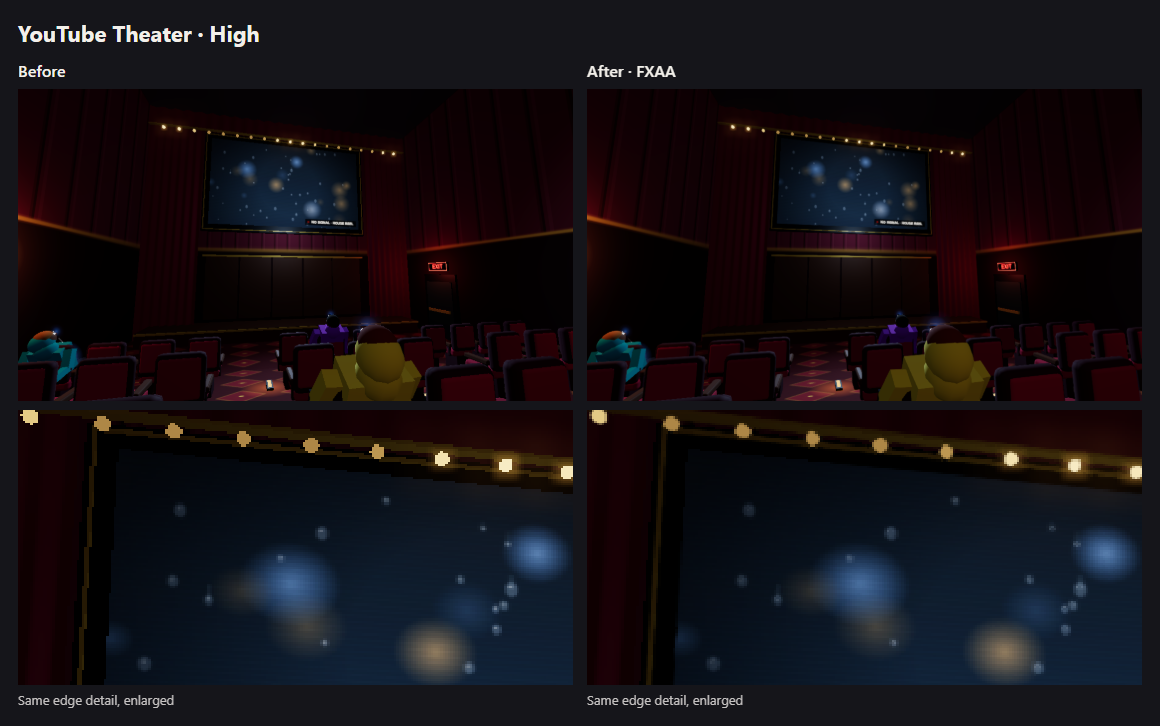 YouTube Theater · High
Before
After · FXAA
EXIT
EXIT
Same edge detail, enlarged
Same edge detail, enlarged